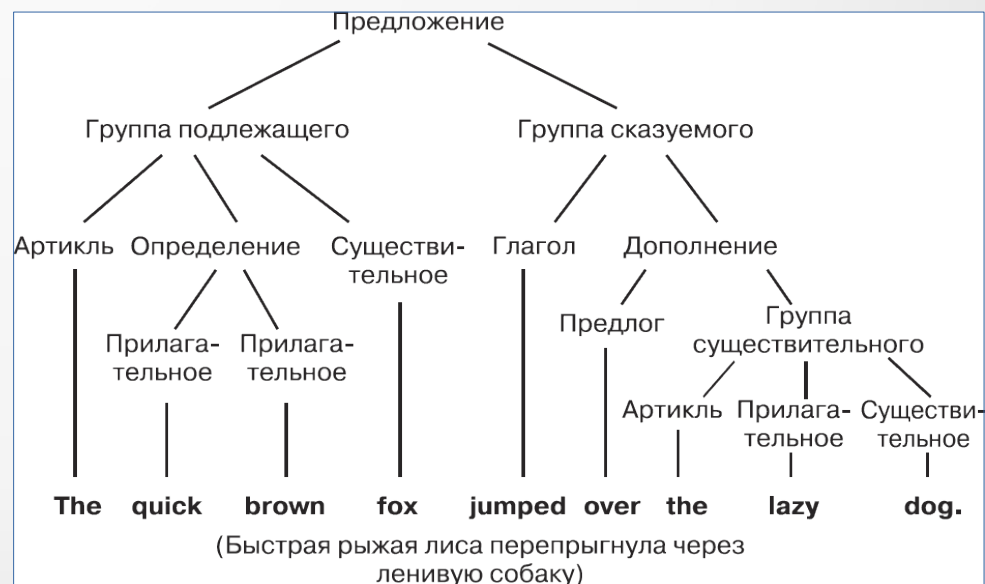 Предложение
Группа подлежащего Группа сказуемого
Артикль Определение Существи- Глагол Дополнение
тельное
Предлог Группа
существительного
Прилага- Прилага-
тельное тельное
Артикль Прилага- Существи-
тельное тельное
The quick brown fox jumped over the lazy dog.
(Быстрая рыжая лиса перепрыгнула через
ленивую собаку)